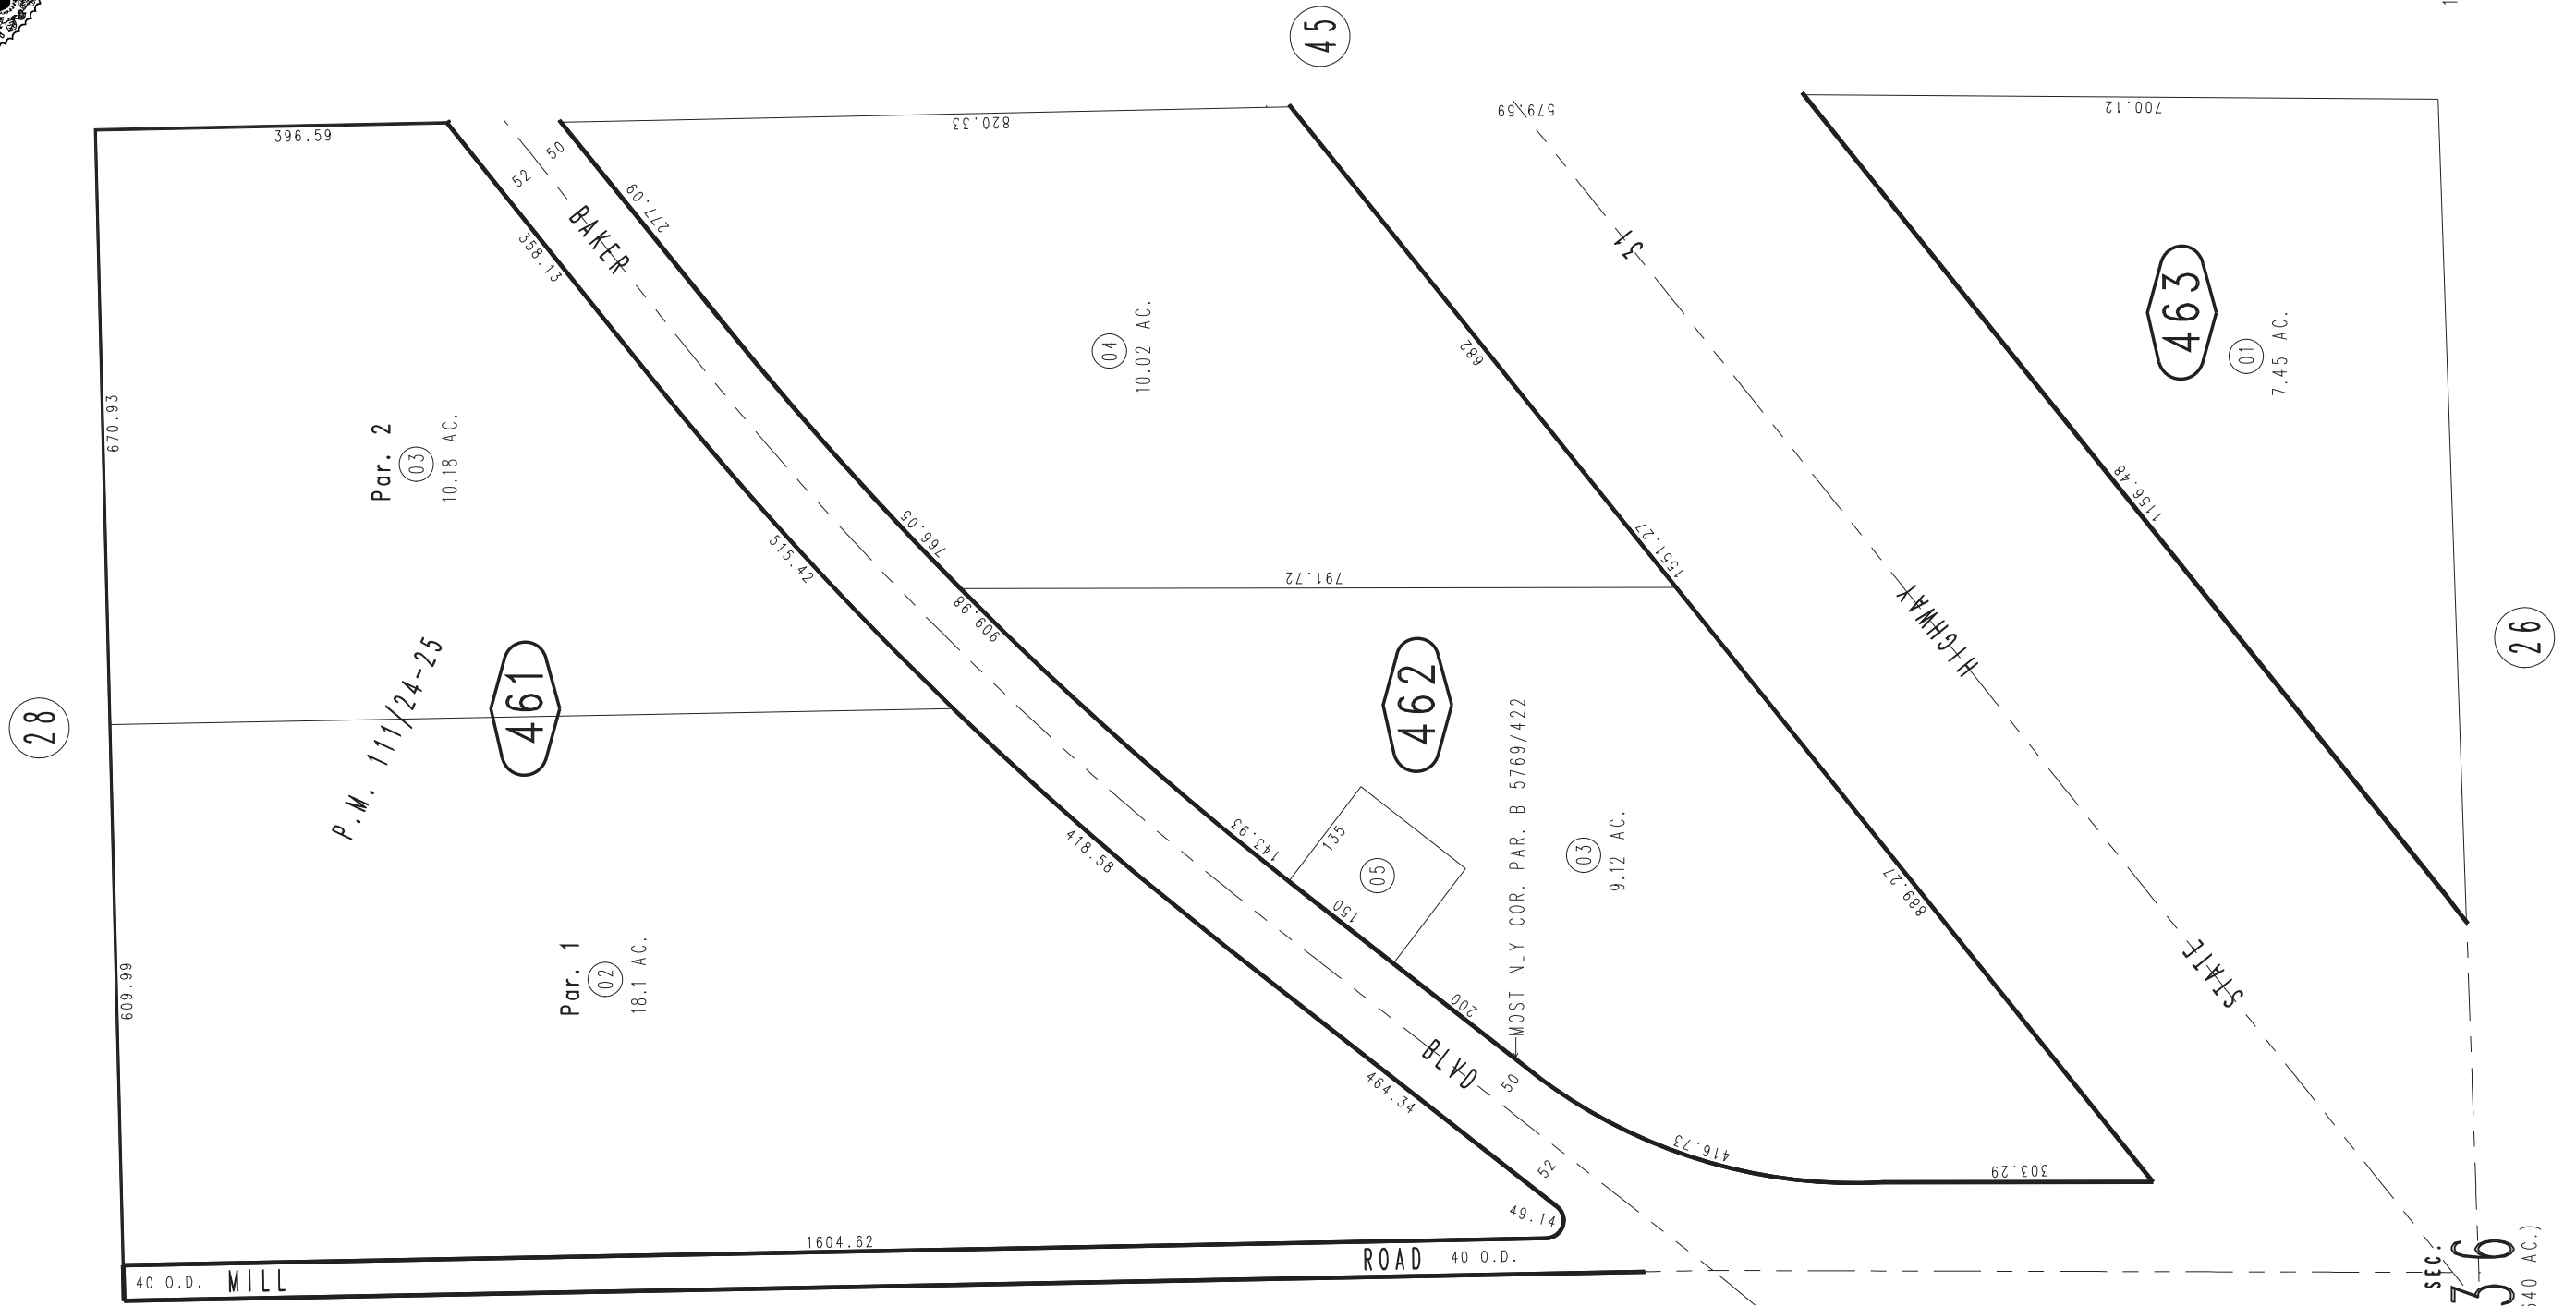 45
28
26
396.59
670.93
609.99
358.13
515.42
418.58
464.34
49.14
1604.62
52
50
BAKER
BLVD
52
50
277.09
766.05
909.98
143.93
150
200
135
416.73
303.29
820.33
791.72
682
1551.27
889.27
579.59
31
HIGHWAY
STATE
700.12
1156.48
Par. 2
03
10.18 AC.
P.M. 111/24-25
461
Par. 1
02
18.1 AC.
04
10.02 AC.
462
MOST NLY COR. PAR. B 5769/422
05
03
9.12 AC.
463
01
7.45 AC.
40 O.D. MILL ROAD 40 O.D.
SEC.
36